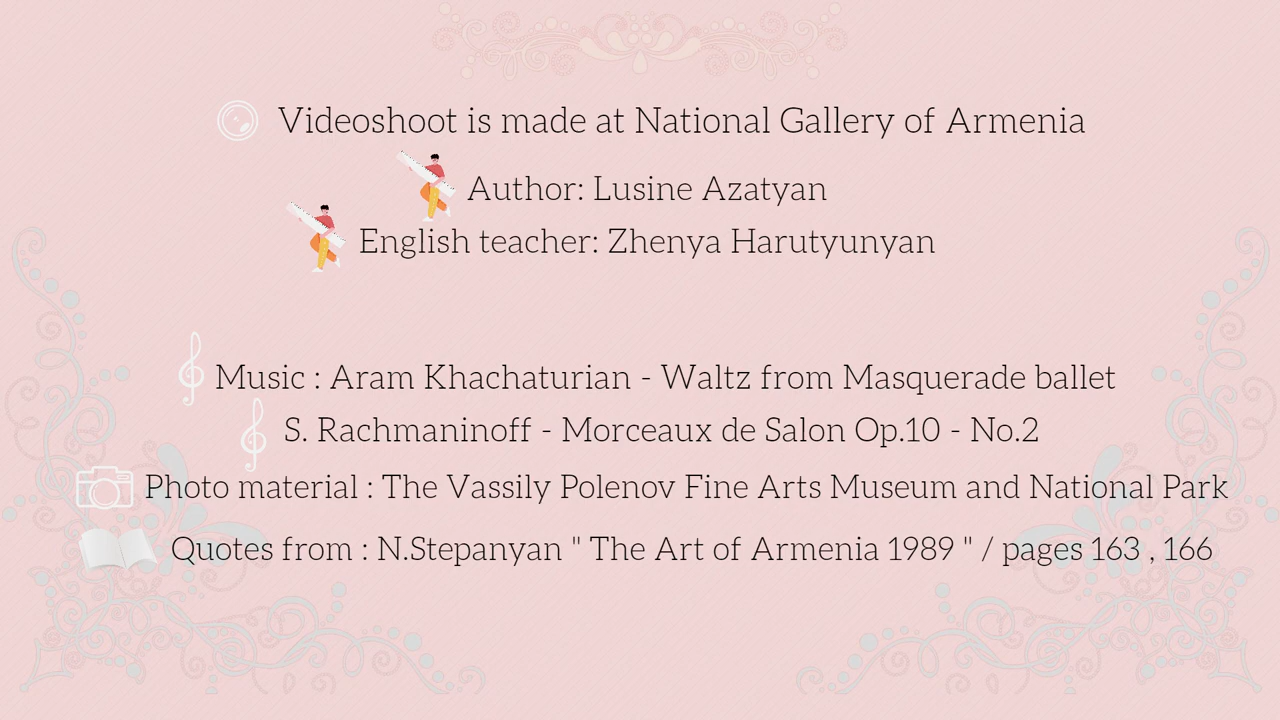 Videoshoot is made at National Gallery of Armenia
Author: Lusine Azatyan
English teacher: Zhenya Harutyunyan
Music : Aram Khachaturian - Waltz from Masquerade ballet
S. Rachmaninoff - Morceaux de Salon Op.10 - No.2
Photo material : The Vassily Polenov Fine Arts Museum and National Park
Quotes from : N.Stepanyan " The Art of Armenia 1989 " / pages 163 , 166